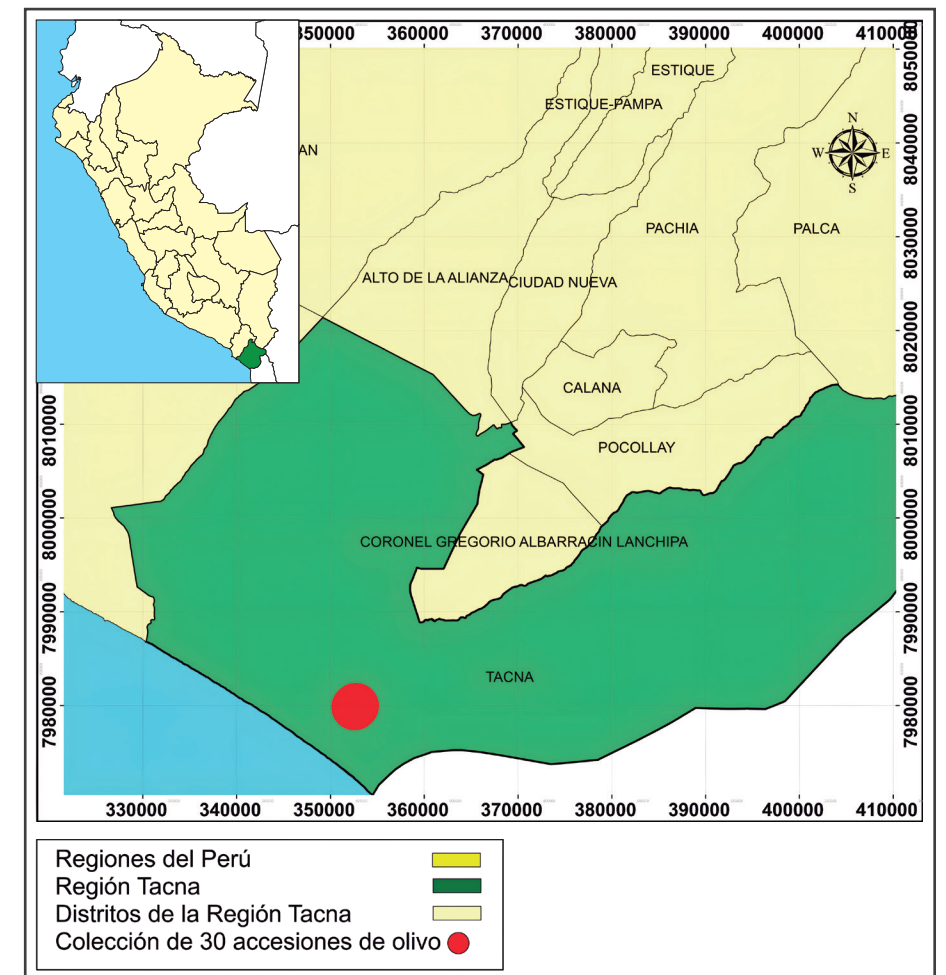 350000 360000 370000 380000 390000 400000 410000
8050000
ESTIQUE
ESTIQUE-PAMPA
N
W E
S
8040000
AN
PACHIA
PALCA
8030000
ALTO DE LA ALIANZA
CIUDAD NUEVA
8020000
CALANA
8010000
8010000
POCOLLAY
8000000
8000000
CORONEL GREGORIO ALBARRACIN LANCHIPA
7990000
7990000
TACNA
7980000
7980000
330000 340000 350000 360000 370000 380000 390000 400000 410000
Regiones del Perú
Región Tacna
Distritos de la Región Tacna
Colección de 30 accesiones de olivo